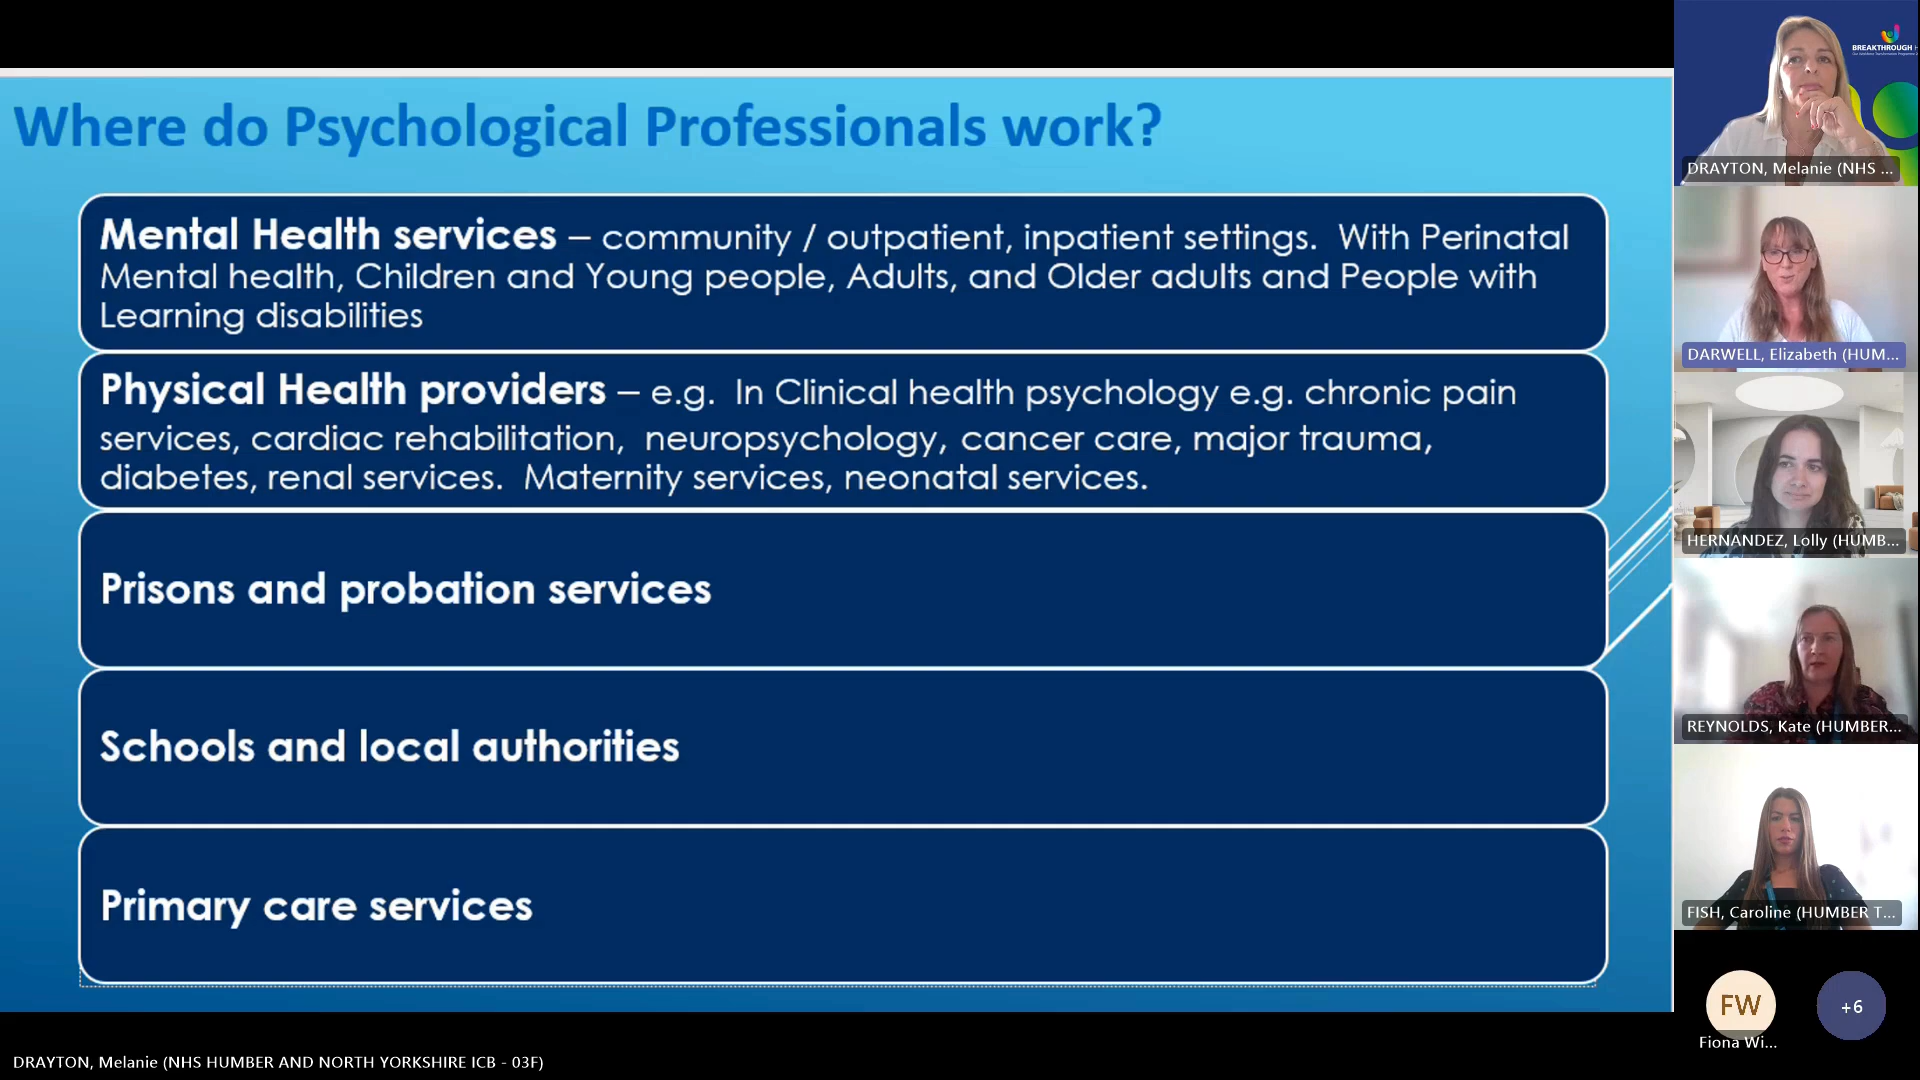 Where do Psychological Professionals work?
Mental Health services – community / outpatient, inpatient settings. With Perinatal
Mental health, Children and Young people, Adults, and Older adults and People with
Learning disabilities
Physical Health providers – e.g. In Clinical health psychology e.g. chronic pain
services, cardiac rehabilitation, neuropsychology, cancer care, major trauma,
diabetes, renal services. Maternity services, neonatal services.
Prisons and probation services
Schools and local authorities
Primary care services
BREAKTHROUGH
DRAYTON, Melanie (NHS ...
DARWELL, Elizabeth (HUM...
HERNANDEZ, Lolly (HUMB...
REYNOLDS, Kate (HUMBER...
FISH, Caroline (HUMBER T...
FW
+6
Fiona Wi...
DRAYTON, Melanie (NHS HUMBER AND NORTH YORKSHIRE ICB - 03F)